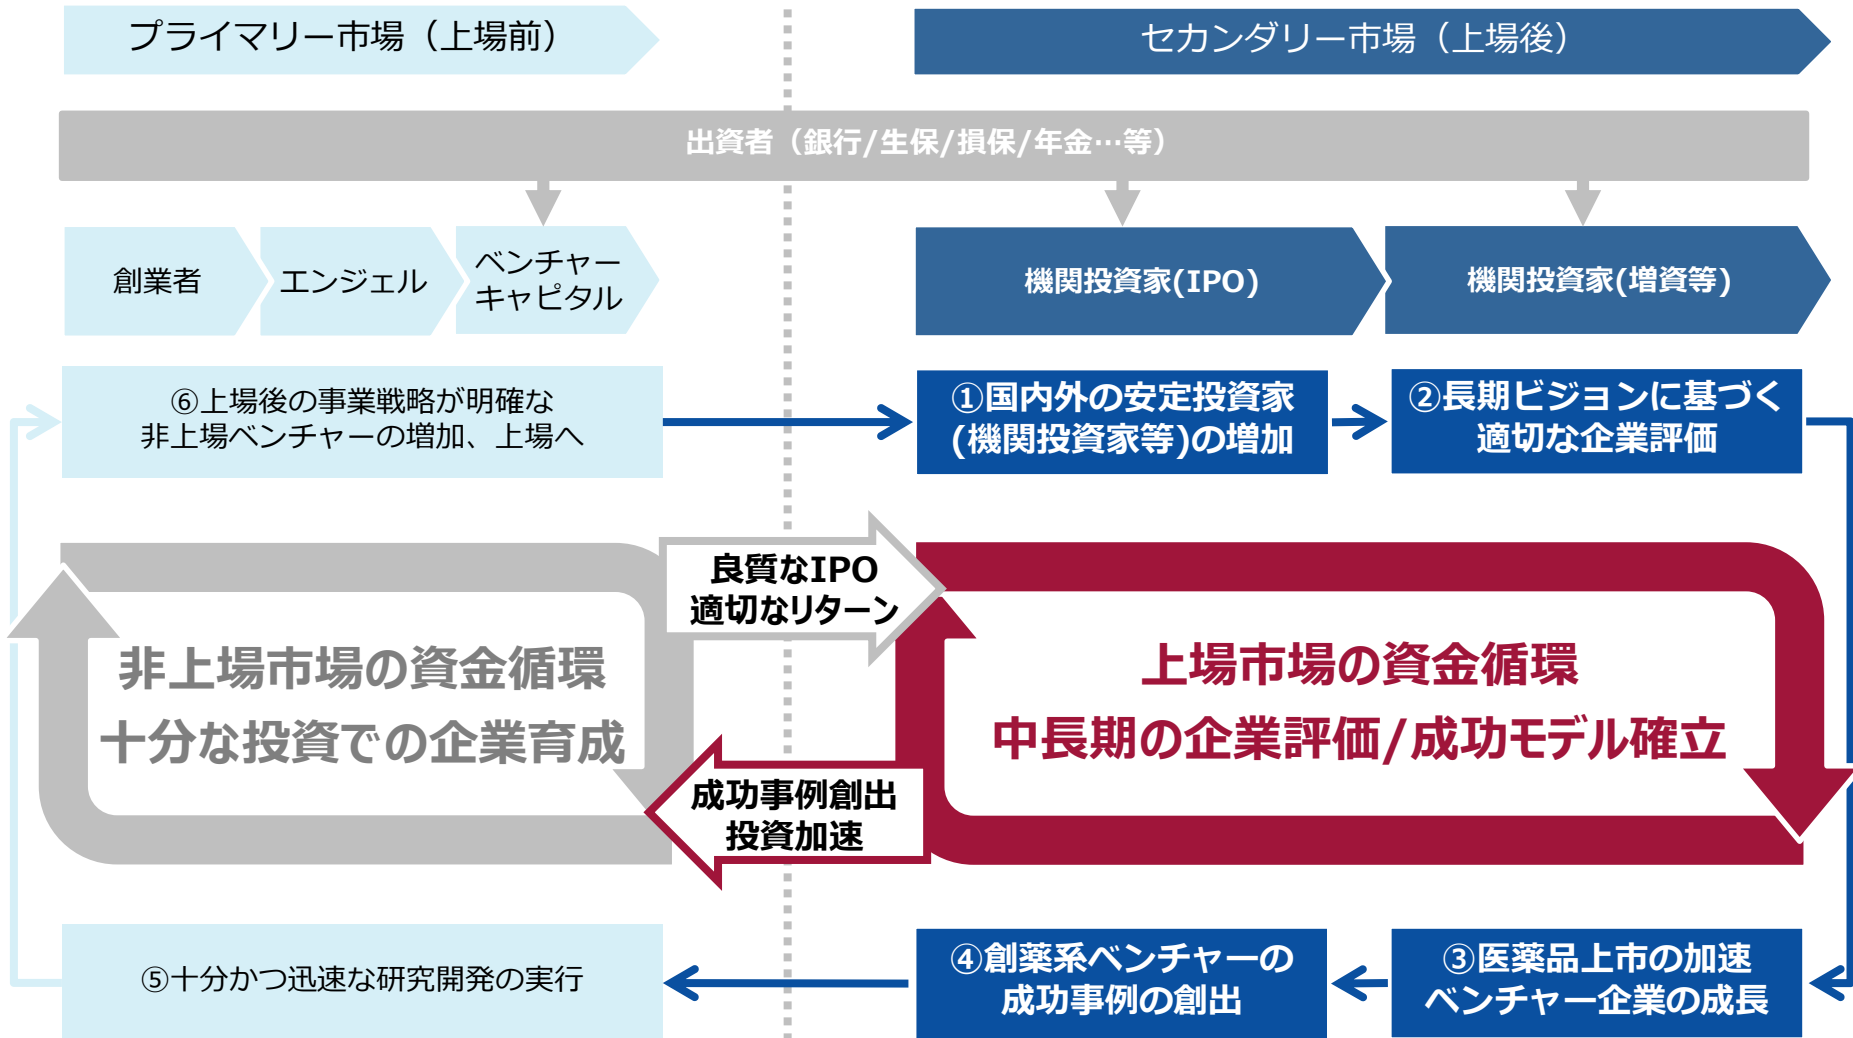 プライマリー市場（上場前）
セカンダリー市場（上場後）
出資者（銀行/生保/損保/年金…等）
創業者
エンジェル
ベンチャー
キャピタル
機関投資家(IPO)
機関投資家(増資等)
⑥上場後の事業戦略が明確な
非上場ベンチャーの増加、上場へ
①国内外の安定投資家
(機関投資家等)の増加
②長期ビジョンに基づく
適切な企業評価
良質なIPO
適切なリターン
非上場市場の資金循環
十分な投資での企業育成
上場市場の資金循環
中長期の企業評価/成功モデル確立
成功事例創出
投資加速
⑤十分かつ迅速な研究開発の実行
④創薬系ベンチャーの
成功事例の創出
③医薬品上市の加速
ベンチャー企業の成長